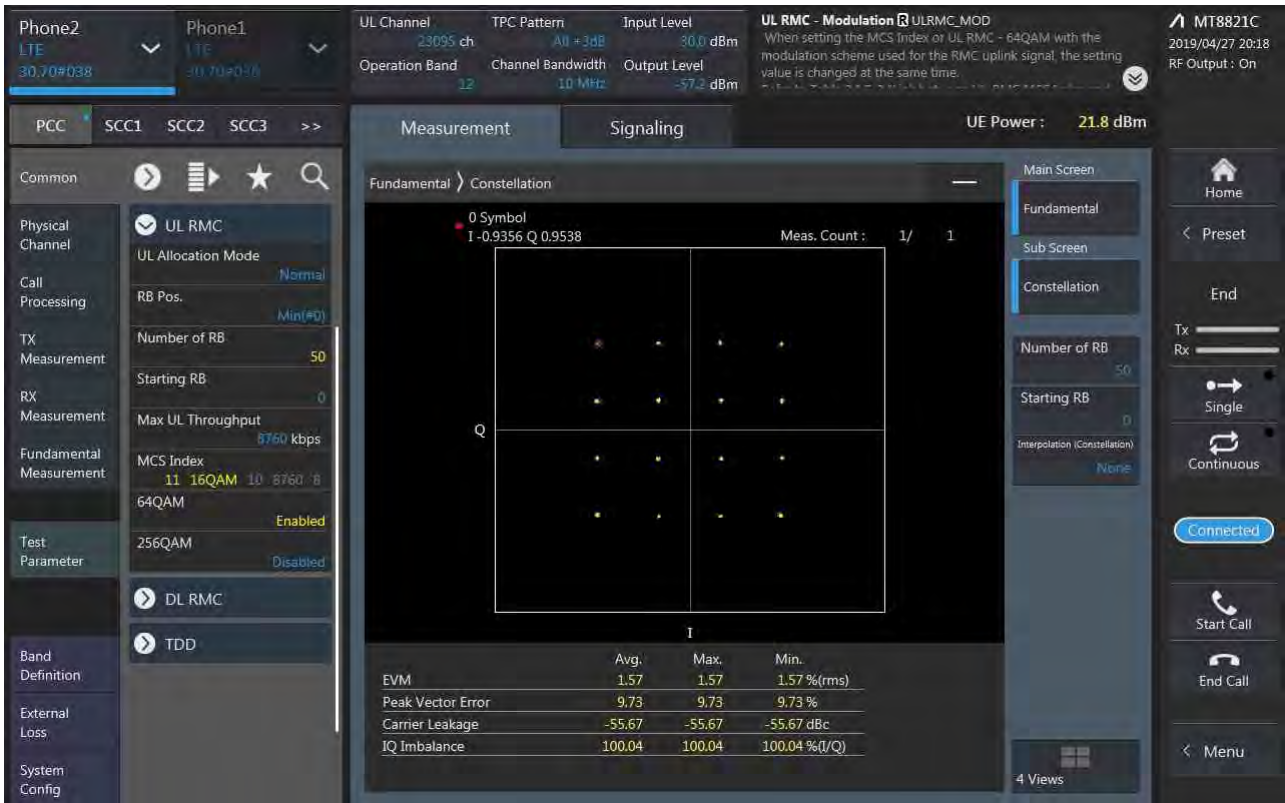 Phone2
LTE
30.70#038
Phone1
LTE
30.70#038
UL Channel
23095 ch
Operation Band
12
TPC Pattern
All +3dB
Channel Bandwidth
10 MHz
Input Level
30.0 dBm
Output Level
-57.2 dBm
UL RMC - Modulation R ULRMC_MOD
When setting the MCS Index or UL RMC - 64QAM with the
modulation scheme used for the RMC uplink signal, the setting
value is changed at the same time.
MT8821C
2019/04/27 20:18
RF Output : On
PCC SCC1 SCC2 SCC3 >>
Measurement
Signaling
UE Power : 21.8 dBm
Common
Physical
Channel
Call
Processing
TX
Measurement
RX
Measurement
Fundamental
Measurement
Test
Parameter
Band
Definition
External
Loss
System
Config
UL RMC
UL Allocation Mode
Normal
RB Pos.
Min(#0)
Number of RB
50
Starting RB
0
Max UL Throughput
8760 kbps
MCS Index
11 16QAM 10 8760 8
64QAM
Enabled
256QAM
Disabled
DL RMC
TDD
Fundamental 〉 Constellation
0 Symbol
I -0.9356 Q 0.9538
Meas. Count : 1/ 1
Q
I
Avg. Max. Min.
EVM 1.57 1.57 1.57 %(rms)
Peak Vector Error 9.73 9.73 9.73 %
Carrier Leakage -55.67 -55.67 -55.67 dBc
IQ Imbalance 100.04 100.04 100.04 %(I/Q)
Main Screen
Fundamental
Sub Screen
Constellation
Number of RB
50
Starting RB
0
Interpolation (Constellation)
None
4 Views
Home
< Preset
End
Tx
Rx
Single
Continuous
Connected
Start Call
End Call
< Menu